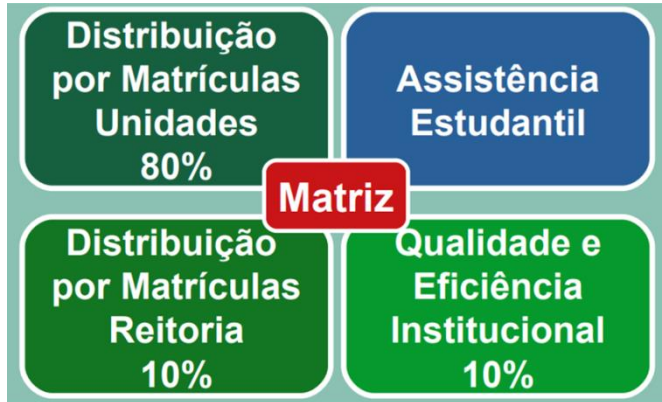 Distribuição
por Matrículas
Unidades
80%
Assistência
Estudantil
Matriz
Distribuição
por Matrículas
Reitoria
10%
Qualidade e
Eficiência
Institucional
10%